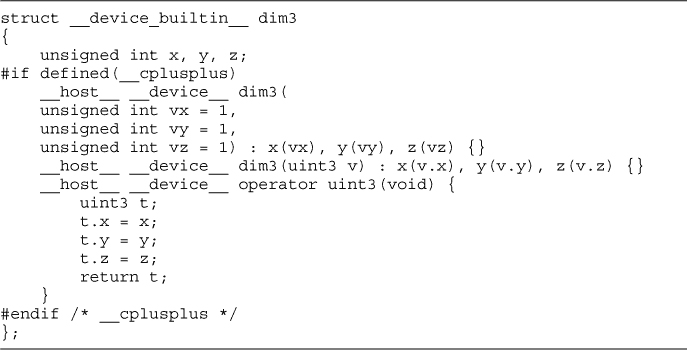 struct __device_builtin__ dim3
{
    unsigned int x, y, z;
#if defined(__cplusplus)
    __host__ __device__ dim3(
    unsigned int vx = 1,
    unsigned int vy = 1,
    unsigned int vz = 1) : x(vx), y(vy), z(vz) {}
    __host__ __device__ dim3(uint3 v) : x(v.x), y(v.y), z(v.z) {}
    __host__ __device__ operator uint3(void) {
        uint3 t;
        t.x = x;
        t.y = y;
        t.z = z;
        return t;
    }
#endif /* __cplusplus */
};